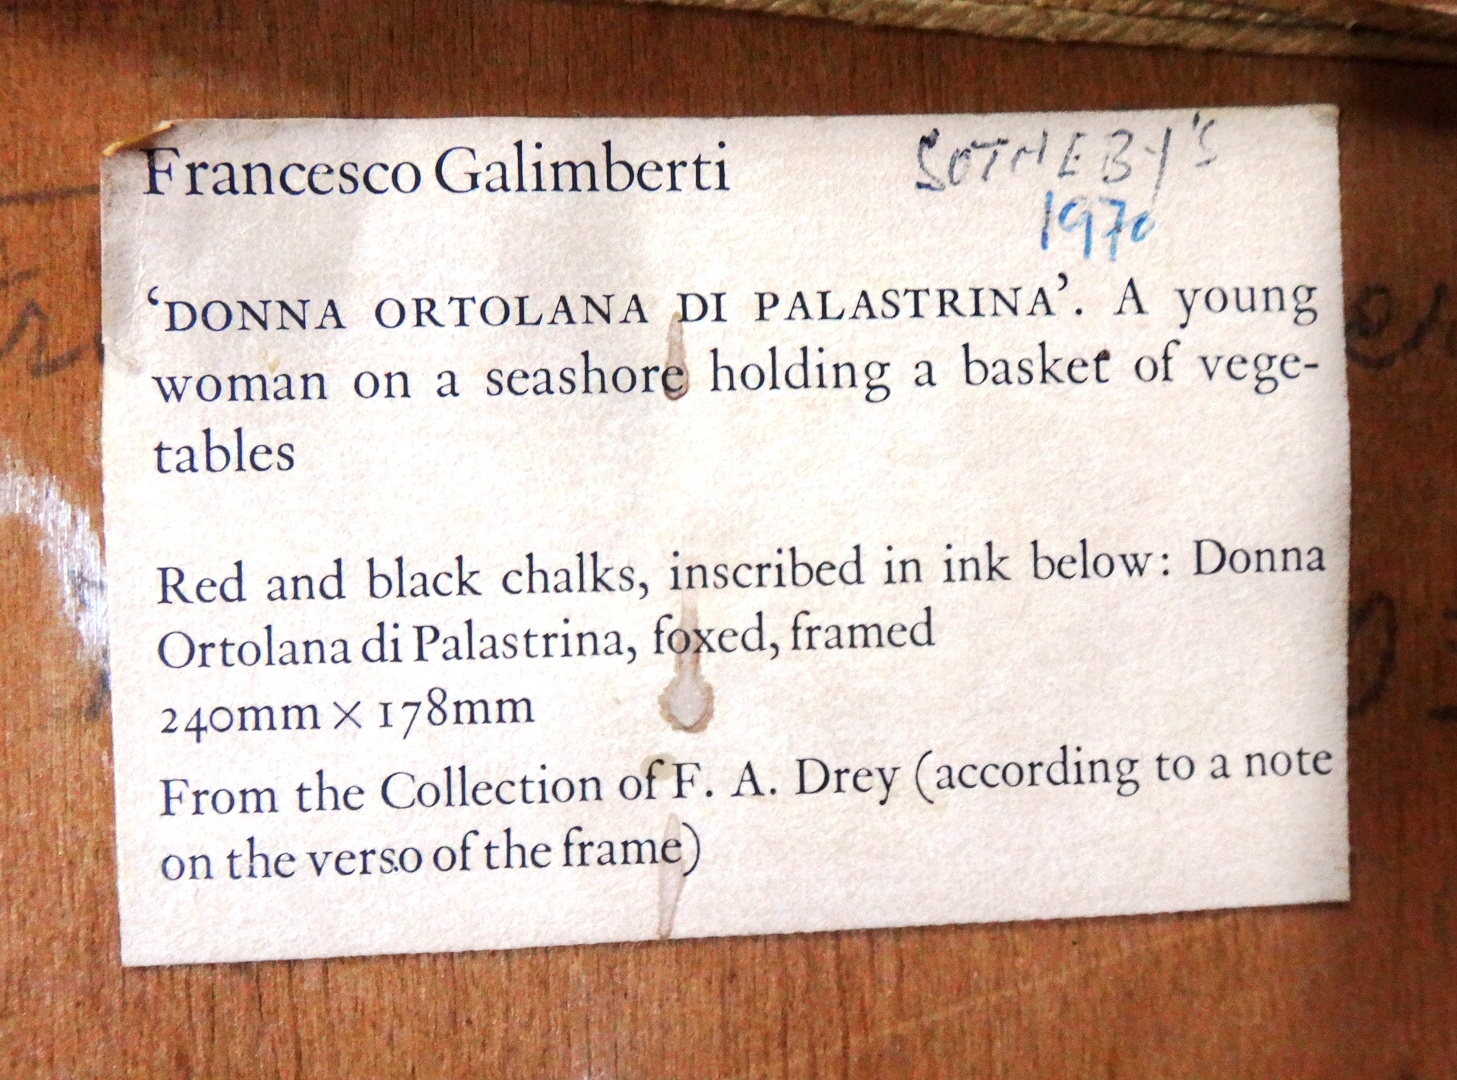 Francesco Galimberti
SOTHEBY'S
1970
‘DONNA ORTOLANA DI PALASTRINA’. A young
woman on a seashore holding a basket of vege-
tables
Red and black chalks, inscribed in ink below: Donna
Ortolana di Palastrina, foxed, framed
240mm × 178mm
From the Collection of F. A. Drey (according to a note
on the verso of the frame)